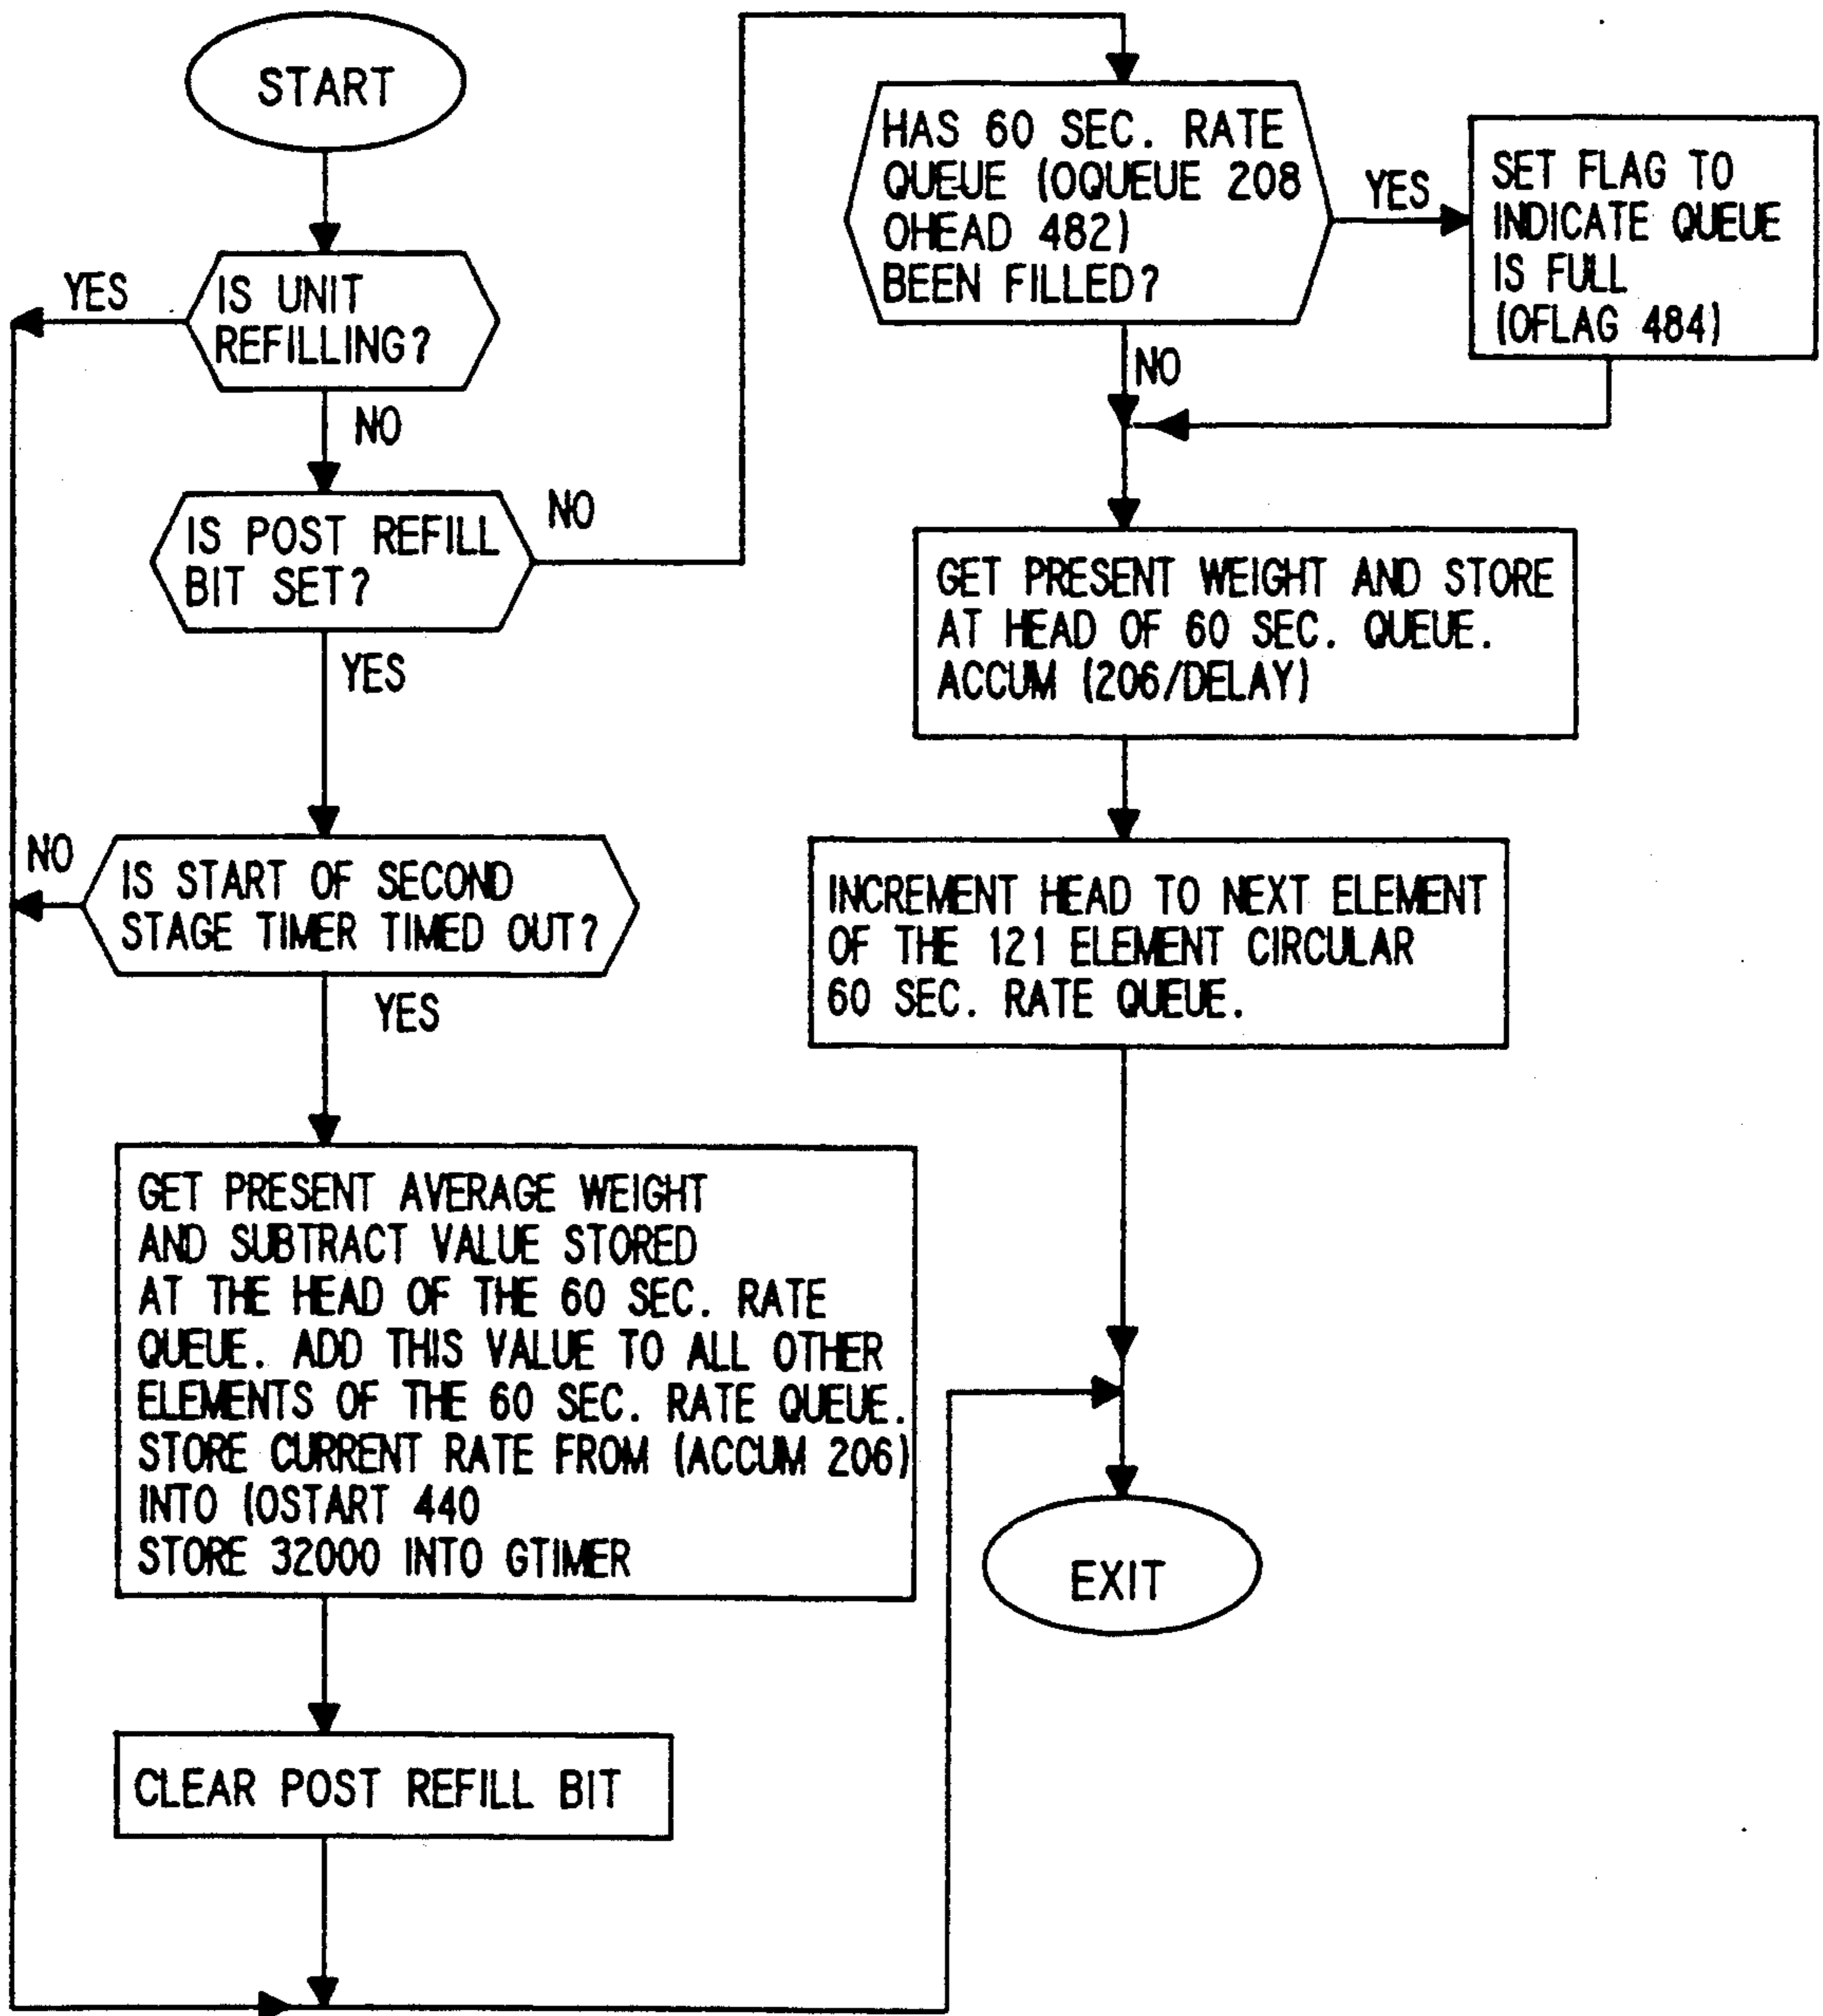 START
IS UNIT
REFILLING?
YES
NO
IS POST REFILL
BIT SET?
NO
YES
IS START OF SECOND
STAGE TIMER TIMED OUT?
NO
YES
GET PRESENT AVERAGE WEIGHT
AND SUBTRACT VALUE STORED
AT THE HEAD OF THE 60 SEC. RATE
QUEUE. ADD THIS VALUE TO ALL OTHER
ELEMENTS OF THE 60 SEC. RATE QUEUE.
STORE CURRENT RATE FROM (ACCUM 206)
INTO (OSTART 440
STORE 32000 INTO GTIMER
CLEAR POST REFILL BIT
HAS 60 SEC. RATE
QUEUE (OQUEUE 208
OHEAD 482)
BEEN FILLED?
YES
SET FLAG TO
INDICATE QUEUE
IS FULL
(OFLAG 484)
NO
GET PRESENT WEIGHT AND STORE
AT HEAD OF 60 SEC. QUEUE.
ACCUM (206/DELAY)
INCREMENT HEAD TO NEXT ELEMENT
OF THE 121 ELEMENT CIRCULAR
60 SEC. RATE QUEUE.
EXIT